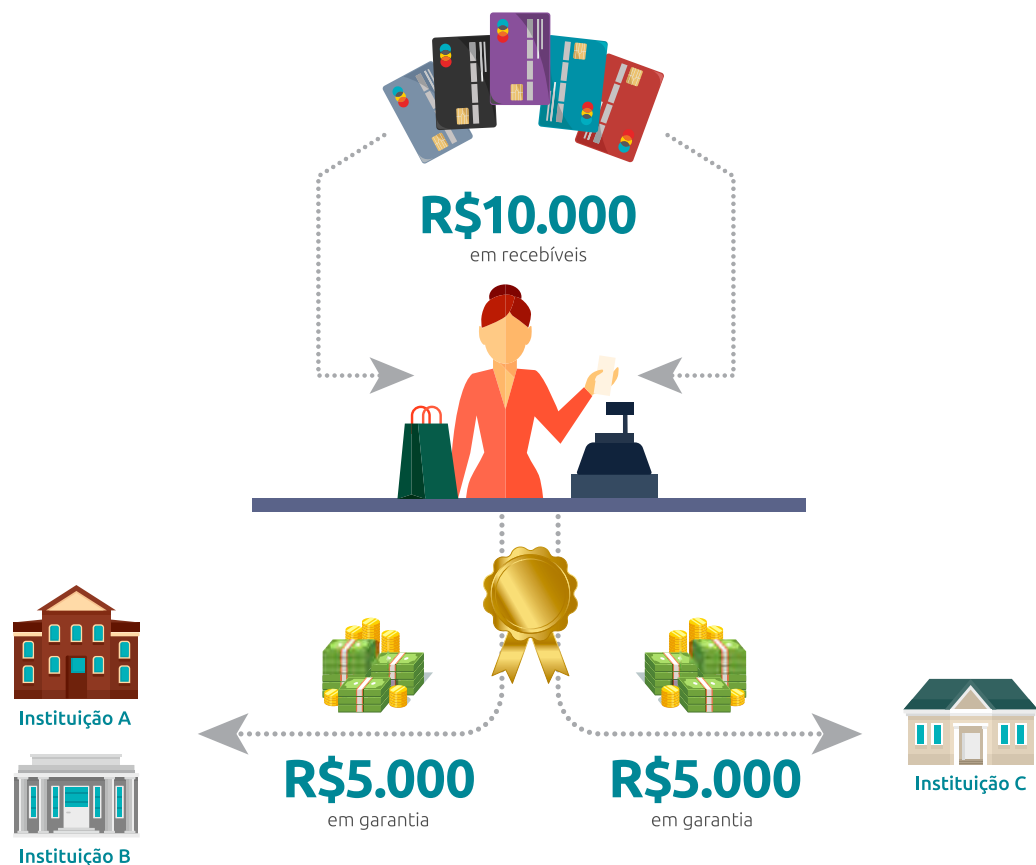 R$10.000
em recebíveis
Instituição A
Instituição B
R$5.000
em garantia
R$5.000
em garantia
Instituição C